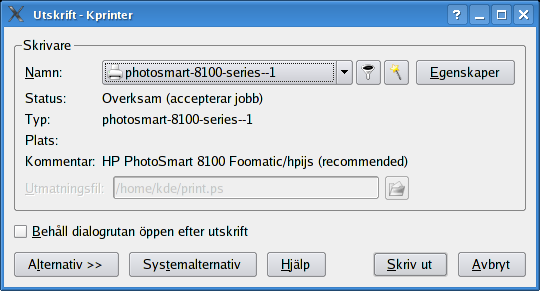 Utskrift - Kprinter
Skrivare
Namn: photosmart-8100-series--1 Egenskaper
Status: Overksam (accepterar jobb)
Typ: photosmart-8100-series--1
Plats:
Kommentar: HP PhotoSmart 8100 Foomatic/hpijs (recommended)
Utmatningsfil: /home/kde/print.ps
Behåll dialogrutan öppen efter utskrift
Alternativ >> Systemalternativ Hjälp Skriv ut Avbryt